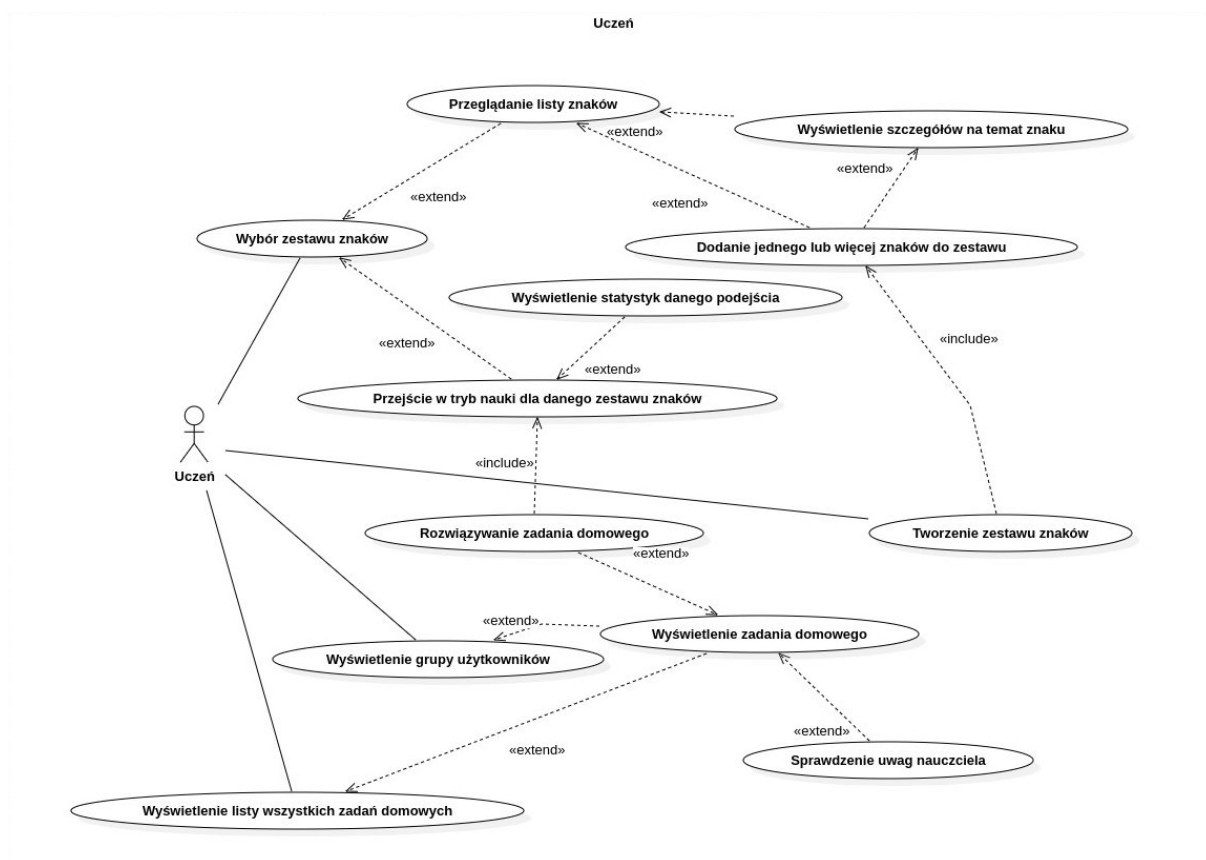 Uczeń
Przeglądanie listy znaków
Wyświetlenie szczegółów na temat znaku
«extend»
«extend»
«extend»
«extend»
Wybór zestawu znaków
Dodanie jednego lub więcej znaków do zestawu
Wyświetlenie statystyk danego podejścia
«include»
«extend»
«extend»
Przejście w tryb nauki dla danego zestawu znaków
«include»
Uczeń
Rozwiązywanie zadania domowego
Tworzenie zestawu znaków
«extend»
«extend»
Wyświetlenie zadania domowego
Wyświetlenie grupy użytkowników
«extend»
«extend»
Sprawdzenie uwag nauczciela
Wyświetlenie listy wszystkich zadań domowych